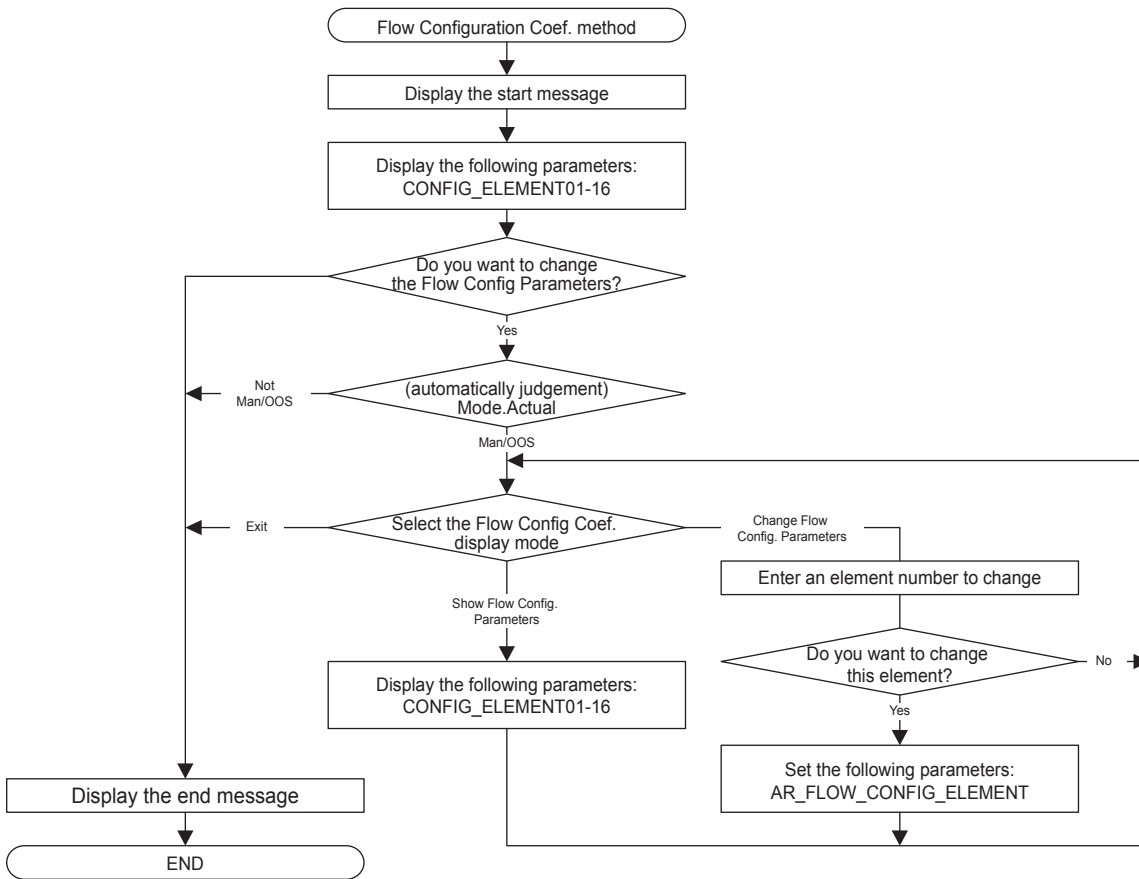 Flow Configuration Coef. method
Display the start message
Display the following parameters:
CONFIG_ELEMENT01-16
Do you want to change
the Flow Config Parameters?
Yes
(automatically judgement)
Mode.Actual
Not
Man/OOS
Man/OOS
Select the Flow Config Coef.
display mode
Exit
Change Flow
Config. Parameters
Enter an element number to change
Show Flow Config.
Parameters
Do you want to change
this element?
No
Yes
Display the following parameters:
CONFIG_ELEMENT01-16
Set the following parameters:
AR_FLOW_CONFIG_ELEMENT
Display the end message
END